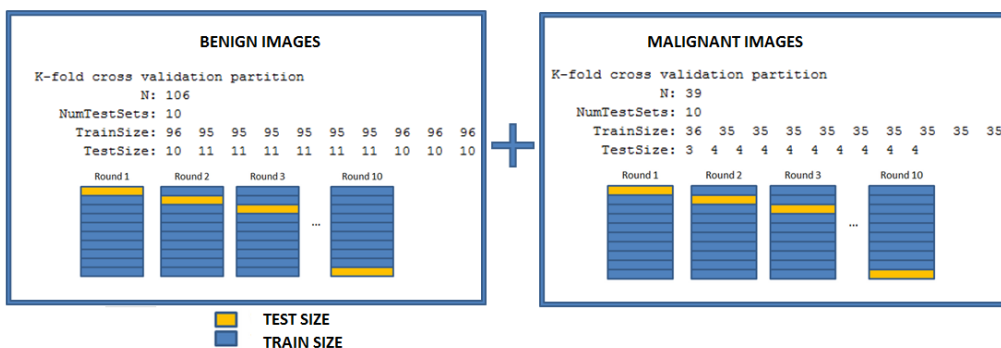 BENIGN IMAGES
K-fold cross validation partition
N: 106
NumTestSets: 10
TrainSize: 96 95 95 95 95 95 95 96 96 96
TestSize: 10 11 11 11 11 11 11 10 10 10
Round 1 Round 2 Round 3 Round 10
...
MALIGNANT IMAGES
K-fold cross validation partition
N: 39
NumTestSets: 10
TrainSize: 36 35 35 35 35 35 35 35 35 35
TestSize: 3 4 4 4 4 4 4 4 4 4
Round 1 Round 2 Round 3 Round 10
...
TEST SIZE
TRAIN SIZE